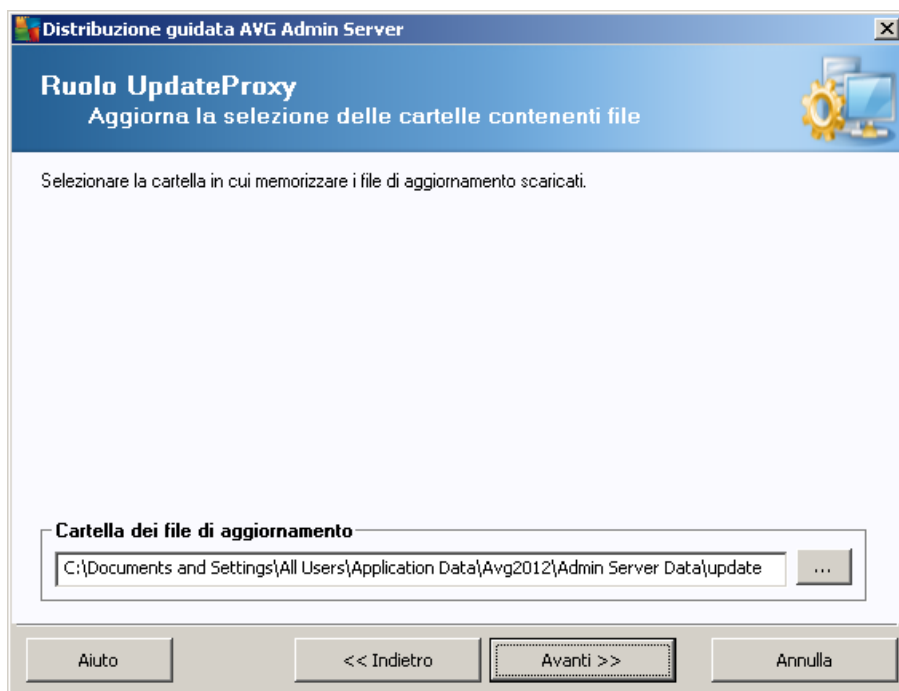 Distribuzione guidata AVG Admin Server
Ruolo UpdateProxy
Aggiorna la selezione delle cartelle contenenti file
Selezionare la cartella in cui memorizzare i file di aggiornamento scaricati.
Cartella dei file di aggiornamento
C:\Documents and Settings\All Users\Application Data\Avg2012\Admin Server Data\update
...
Aiuto
<< Indietro
Avanti >>
Annulla